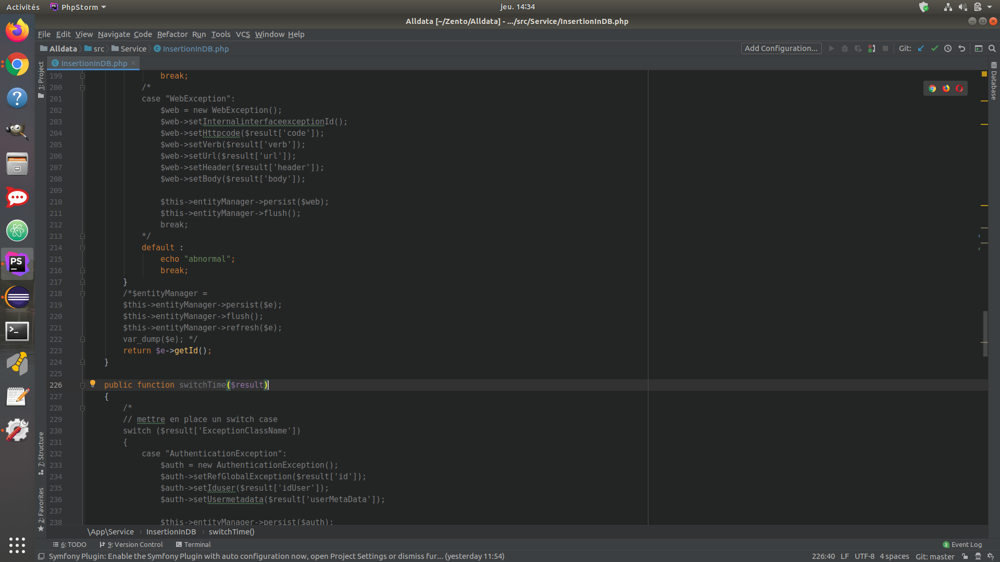 Activités PhpStorm jeu. 14:34
Alldata [~/Zento/Alldata] - .../src/Service/InsertionInDB.php
File Edit View Navigate Code Refactor Run Tools VCS Window Help
Alldata src Service InsertionInDB.php Add Configuration... Git:
InsertionInDB.php
1: Project
Database
7: Structure
2: Favorites
199 break;
200 /*
201 case "WebException":
202 $web = new WebException();
203 $web->setInternalinterfaceexceptionId();
204 $web->setHttpcode($result['code']);
205 $web->setVerb($result['verb']);
206 $web->setUrl($result['url']);
207 $web->setHeader($result['header']);
208 $web->setBody($result['body']);
209
210 $this->entityManager->persist($web);
211 $this->entityManager->flush();
212 break;
213 */
214 default :
215 echo "abnormal";
216 break;
217 }
218 /*$entityManager =
219 $this->entityManager->persist($e);
220 $this->entityManager->flush();
221 $this->entityManager->refresh($e);
222 var_dump($e); */
223 return $e->getId();
224 }
225
226 public function switchTime($result)
227 {
228 /*
229 // mettre en place un switch case
230 switch ($result['ExceptionClassName'])
231 {
232 case "AuthenticationException":
233 $auth = new AuthenticationException();
234 $auth->setRefGlobalException($result['id']);
235 $auth->setIduser($result['idUser']);
236 $auth->setUsermetadata($result['userMetaData']);
237
238 $this->entityManager->persist($auth);
\App\Service › InsertionInDB › switchTime()
6: TODO 9: Version Control Terminal 2 Event Log
Symfony Plugin: Enable the Symfony Plugin with auto configuration now, open Project Settings or dismiss fur... (yesterday 11:54) 226:40 LF UTF-8 4 spaces Git: master